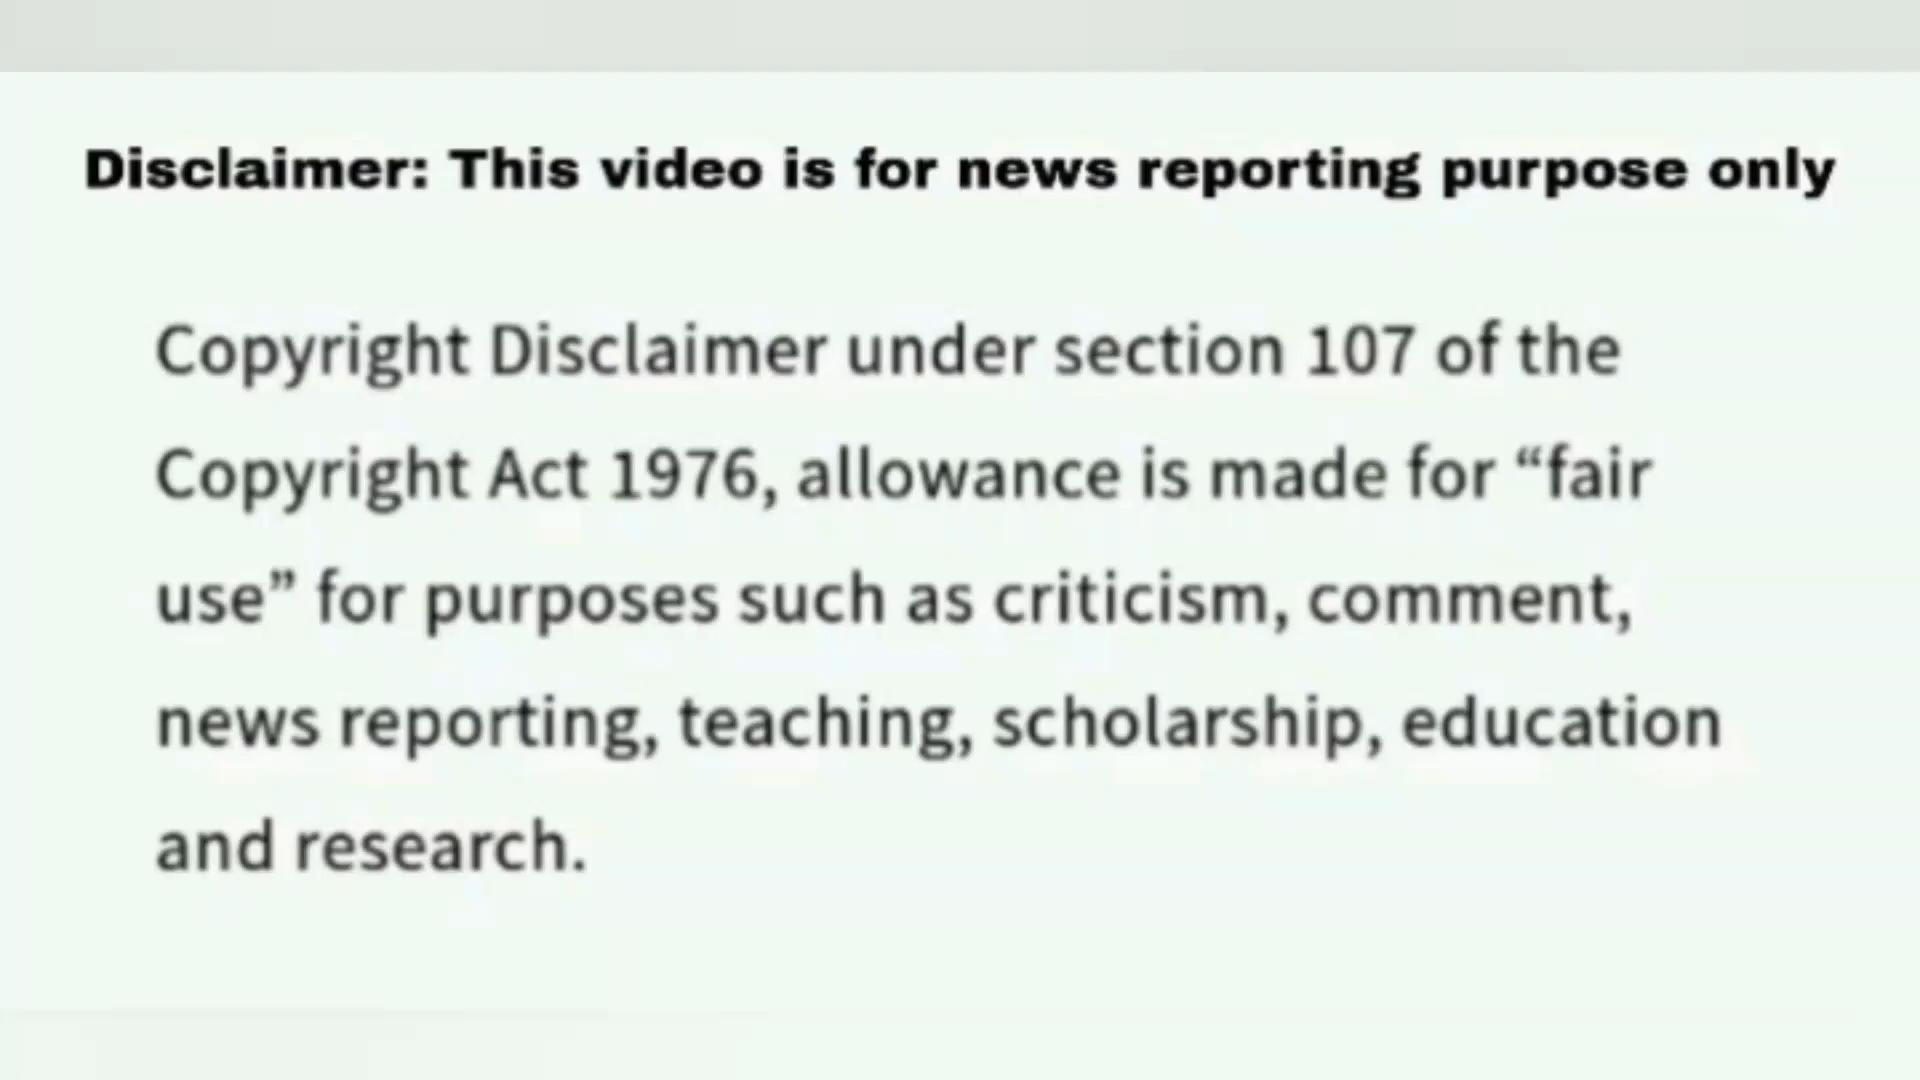 Disclaimer: This video is for news reporting purpose only
Copyright Disclaimer under section 107 of the
Copyright Act 1976, allowance is made for “fair
use” for purposes such as criticism, comment,
news reporting, teaching, scholarship, education
and research.